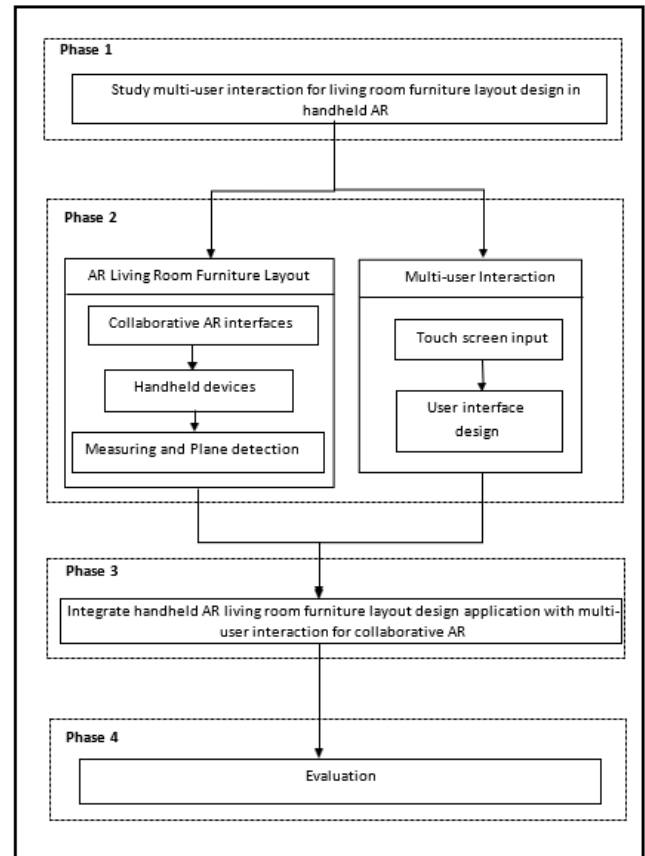 Phase 1
Study multi-user interaction for living room furniture layout design in
handheld AR
Phase 2
AR Living Room Furniture Layout
Collaborative AR interfaces
Handheld devices
Measuring and Plane detection
Multi-user Interaction
Touch screen input
User interface
design
Phase 3
Integrate handheld AR living room furniture layout design application with multi-
user interaction for collaborative AR
Phase 4
Evaluation